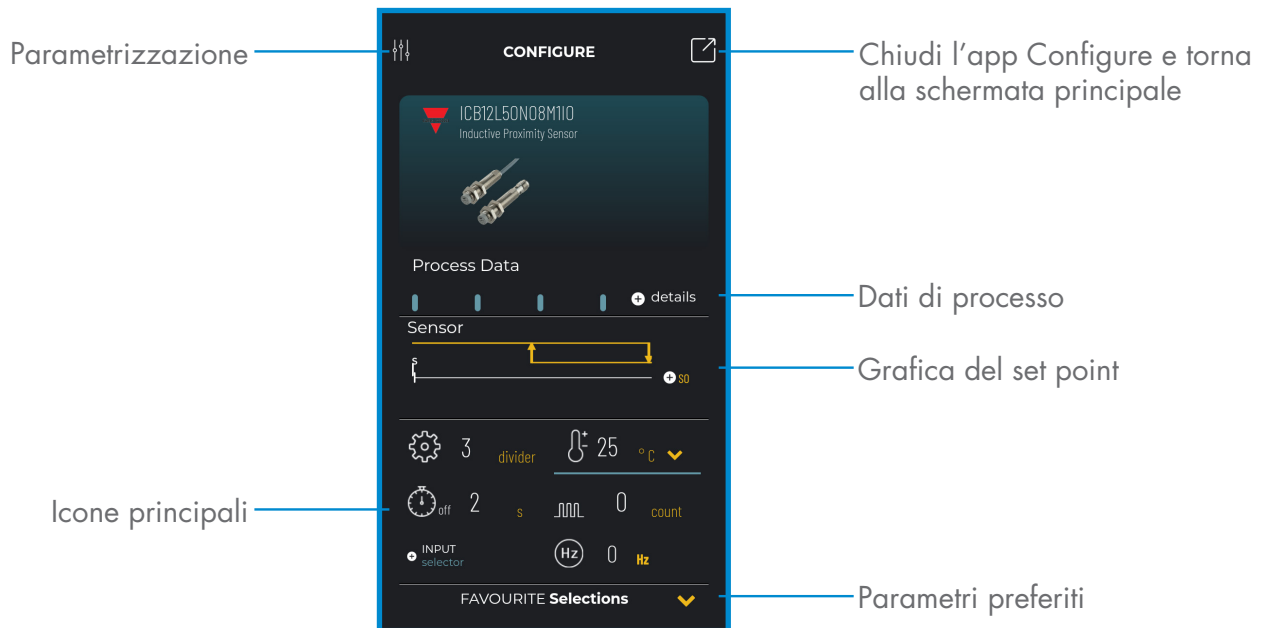 Parametrizzazione
CONFIGURE
Chiudi l’app Configure e torna
alla schermata principale
ICB12L50N08M1IO
Inductive Proximity Sensor
Process Data
details
Dati di processo
Sensor
s
so
Grafica del set point
3 divider
25 °C
Icone principali
off 2 s
0 count
INPUT
selector
Hz 0 Hz
FAVOURITE Selections
Parametri preferiti